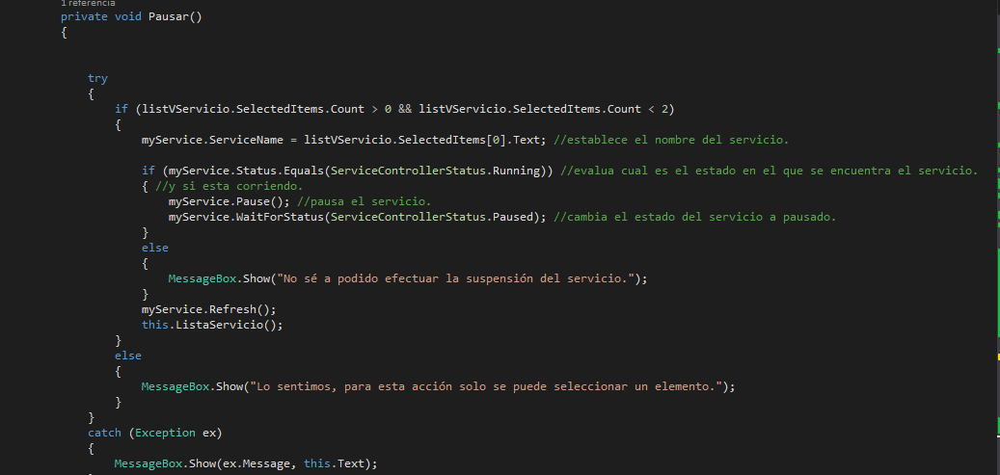 1 referencia
private void Pausar()
{
try
{
if (listVServicio.SelectedItems.Count > 0 && listVServicio.SelectedItems.Count < 2)
{
myService.ServiceName = listVServicio.SelectedItems[0].Text; //establece el nombre del servicio.
if (myService.Status.Equals(ServiceControllerStatus.Running)) //evalua cual es el estado en el que se encuentra el servicio.
{ //y si esta corriendo.
myService.Pause(); //pausa el servicio.
myService.WaitForStatus(ServiceControllerStatus.Paused); //cambia el estado del servicio a pausado.
}
else
{
MessageBox.Show("No sé a podido efectuar la suspensión del servicio.");
}
myService.Refresh();
this.ListaServicio();
}
else
{
MessageBox.Show("Lo sentimos, para esta acción solo se puede seleccionar un elemento.");
}
}
catch (Exception ex)
{
MessageBox.Show(ex.Message, this.Text);